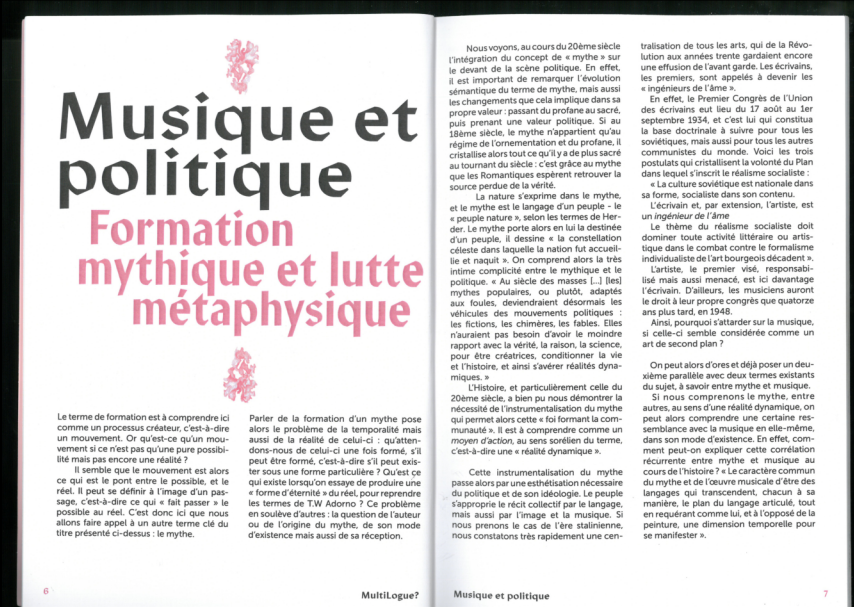 Musique et
politique
Formation
mythique et lutte
métaphysique
Le terme de formation est à comprendre ici
comme un processus créateur, c'est-à-dire
un mouvement. Or qu'est-ce qu'un mou-
vement si ce n'est pas qu'une pure possibi-
lité mais pas encore une réalité ?
Il semble que le mouvement est alors
ce qui est le pont entre le possible, et le
réel. Il peut se définir à l'image d'un pas-
sage, c'est-à-dire ce qui « fait passer » le
possible au réel. C'est donc ici que nous
allons faire appel à un autre terme clé du
titre présenté ci-dessus : le mythe.
Parler de la formation d'un mythe pose
alors le problème de la temporalité mais
aussi de la réalité de celui-ci : qu'atten-
dons-nous de celui-ci une fois formé, s'il
peut être formé, c'est-à-dire s'il peut exis-
ter sous une forme particulière ? Qu'est ce
qui existe lorsqu'on essaye de produire une
« forme d'éternité » du réel, pour reprendre
les termes de T.W Adorno ? Ce problème
en soulève d'autres : la question de l'auteur
ou de l'origine du mythe, de son mode
d'existence mais aussi de sa réception.
6
MultiLogue?
Nous voyons, au cours du 20ème siècle
l'intégration du concept de « mythe » sur
le devant de la scène politique. En effet,
il est important de remarquer l'évolution
sémantique du terme de mythe, mais aussi
les changements que cela implique dans sa
propre valeur : passant du profane au sacré,
puis prenant une valeur politique. Si au
18ème siècle, le mythe n'appartient qu'au
régime de l'ornementation et du profane, il
cristallise alors tout ce qu'il y a de plus sacré
au tournant du siècle : c'est grâce au mythe
que les Romantiques espèrent retrouver la
source perdue de la vérité.
La nature s'exprime dans le mythe,
et le mythe est le langage d'un peuple - le
« peuple nature », selon les termes de Her-
der. Le mythe porte alors en lui la destinée
d'un peuple, il dessine « la constellation
céleste dans laquelle la nation fut accueil-
lie et naquit ». On comprend alors la très
intime complicité entre le mythique et le
politique. « Au siècle des masses [...] [les]
mythes populaires, ou plutôt, adaptés
aux foules, deviendraient désormais les
véhicules des mouvements politiques :
les fictions, les chimères, les fables. Elles
n'auraient pas besoin d'avoir le moindre
rapport avec la vérité, la raison, la science,
pour être créatrices, conditionner la vie
et l'histoire, et ainsi s'avérer réalités dyna-
miques. »
L'Histoire, et particulièrement celle du
20ème siècle, a bien pu nous démontrer la
nécessité de l'instrumentalisation du mythe
qui permet alors cette « foi formant la com-
munauté ». Il est à comprendre comme un
moyen d'action, au sens sorélien du terme,
c'est-à-dire une « réalité dynamique ».
Cette instrumentalisation du mythe
passe alors par une esthétisation nécessaire
du politique et de son idéologie. Le peuple
s'approprie le récit collectif par le langage,
mais aussi par l'image et la musique. Si
nous prenons le cas de l'ère stalinienne,
nous constatons très rapidement une cen-
tralisation de tous les arts, qui de la Révo-
lution aux années trente gardaient encore
une effusion de l'avant garde. Les écrivains,
les premiers, sont appelés à devenir les
« ingénieurs de l'âme ».
En effet, le Premier Congrès de l'Union
des écrivains eut lieu du 17 août au 1er
septembre 1934, et c'est lui qui constitua
la base doctrinale à suivre pour tous les
soviétiques, mais aussi pour tous les autres
communistes du monde. Voici les trois
postulats qui cristallisent la volonté du Plan
dans lequel s'inscrit le réalisme socialiste :
« La culture soviétique est nationale dans
sa forme, socialiste dans son contenu.
L'écrivain et, par extension, l'artiste, est
un ingénieur de l'âme
Le thème du réalisme socialiste doit
dominer toute activité littéraire ou artis-
tique dans le combat contre le formalisme
individualiste de l'art bourgeois décadent ».
L'artiste, le premier visé, responsabi-
lisé mais aussi menacé, est ici davantage
l'écrivain. D'ailleurs, les musiciens auront
le droit à leur propre congrès que quatorze
ans plus tard, en 1948.
Ainsi, pourquoi s'attarder sur la musique,
si celle-ci semble considérée comme un
art de second plan ?
On peut alors d'ores et déjà poser un deu-
xième parallèle avec deux termes existants
du sujet, à savoir entre mythe et musique.
Si nous comprenons le mythe, entre
autres, au sens d'une réalité dynamique, on
peut alors comprendre une certaine res-
semblance avec la musique en elle-même,
dans son mode d'existence. En effet, com-
ment peut-on expliquer cette corrélation
récurrente entre mythe et musique au
cours de l'histoire ? « Le caractère commun
du mythe et de l'œuvre musicale d'être des
langages qui transcendent, chacun à sa
manière, le plan du langage articulé, tout
en requérant comme lui, et à l'opposé de la
peinture, une dimension temporelle pour
se manifester ».
Musique et politique
7